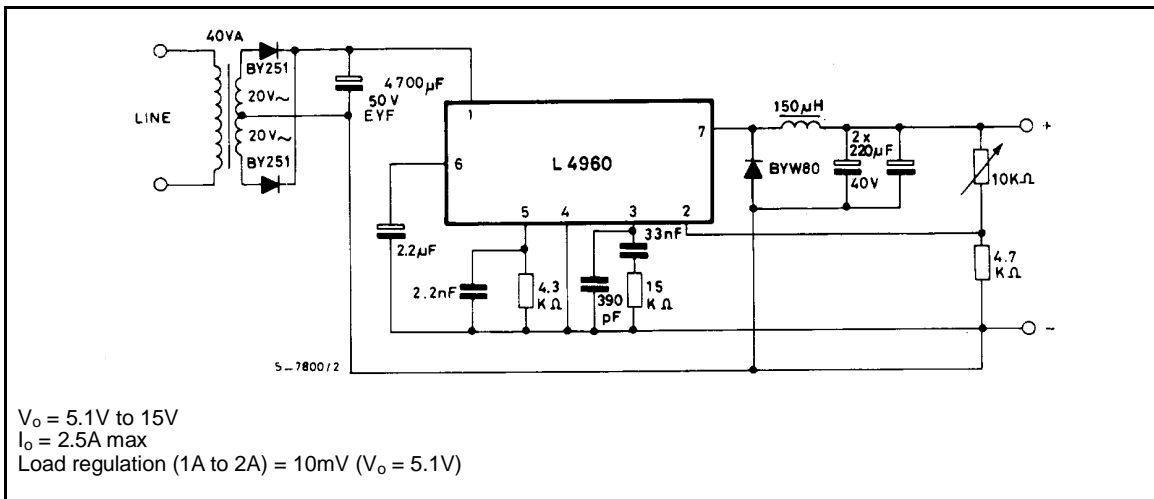 40VA
BY251
20V~
20V~
BY251
LINE
4700µF
50V
EYF
1
7
6
L4960
5
4
3
2
150µH
2x
220µF
40V
BYW80
10KΩ
4.7
KΩ
2.2µF
2.2nF
4.3
KΩ
390
pF
33nF
15
KΩ
+
-
S_7800/2
Vo = 5.1V to 15V
Io = 2.5A max
Load regulation (1A to 2A) = 10mV (Vo = 5.1V)